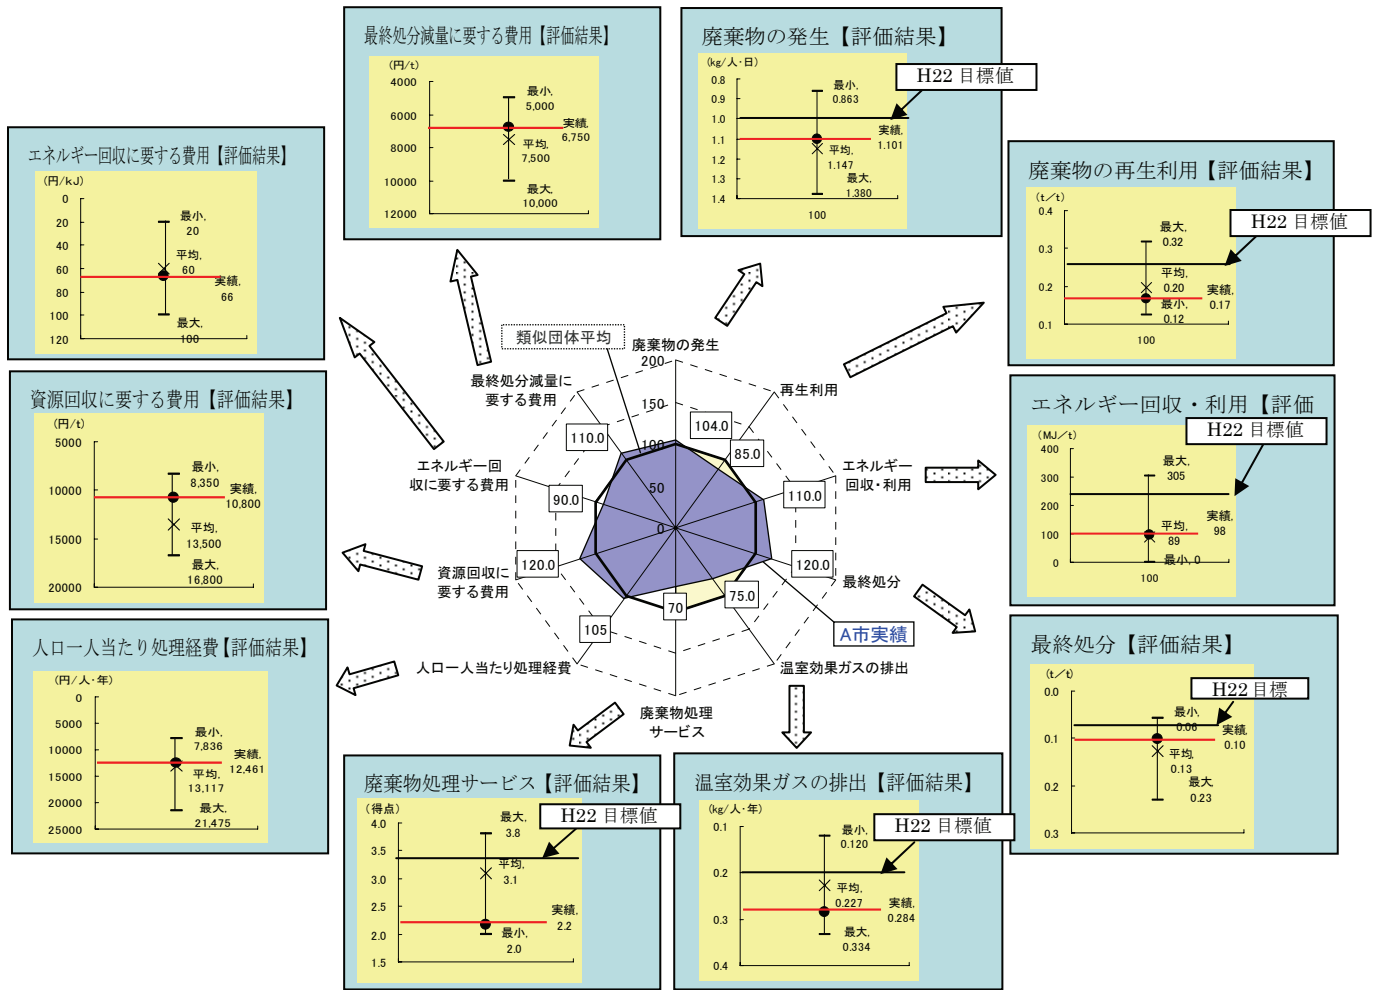 最終処分減量に要する費用【評価結果】
(円/t)
4000
6000
8000
10000
12000
最小,
5,000
実績,
6,750
平均,
7,500
最大,
10,000
廃棄物の発生【評価結果】
(kg/人・日)
0.8
0.9
1.0
1.1
1.2
1.3
1.4
最小,
0.863
H22 目標値
実績,
1.101
平均,
1.147
最大,
1.380
100
エネルギー回収に要する費用【評価結果】
(円/kJ)
0
20
40
60
80
100
120
最小,
20
平均,
60
実績,
66
最大,
100
廃棄物の再生利用【評価結果】
(t/t)
0.4
0.3
0.2
0.1
最大,
0.32
H22 目標値
平均,
0.20
実績,
0.17
最小,
0.12
100
資源回収に要する費用【評価結果】
(円/t)
5000
10000
15000
20000
最小,
8,350
実績,
10,800
平均,
13,500
最大,
16,800
エネルギー回収・利用【評価
(MJ/t)
400
300
200
100
0
H22 目標値
最大,
305
平均,
89
実績,
98
最小, 0
100
人口一人当たり処理経費【評価結果】
(円/人・年)
0
5000
10000
15000
20000
25000
最小,
7,836
実績,
12,461
平均,
13,117
最大,
21,475
最終処分【評価結果】
(t/t)
0.0
0.1
0.2
0.3
H22 目標
最小,
0.06
実績,
0.10
平均,
0.13
最大
0.23
廃棄物処理サービス【評価結果】
(得点)
4.0
3.5
3.0
2.5
2.0
1.5
最大,
3.8
H22 目標値
平均,
3.1
実績,
2.2
最小,
2.0
温室効果ガスの排出【評価結果】
(kg/人・年)
0.1
0.2
0.3
0.4
最小,
0.120
H22 目標値
平均,
0.227
実績,
0.284
最大,
0.334
類似団体平均
廃棄物の発生
200
150
100
50
0
再生利用
エネルギー
回収・利用
最終処分
温室効果ガスの排出
廃棄物処理
サービス
人口一人当たり処理経費
資源回収に
要する費用
エネルギー回
収に要する費用
最終処分減量に
要する費用
104.0
85.0
110.0
120.0
75.0
70
105
120.0
90.0
110.0
A市実績